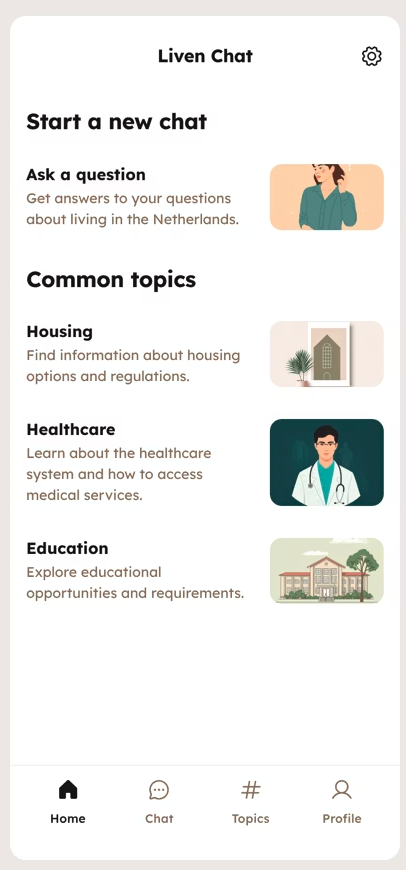 Liven Chat
Start a new chat
Ask a question
Get answers to your questions
about living in the Netherlands.
Common topics
Housing
Find information about housing
options and regulations.
Healthcare
Learn about the healthcare
system and how to access
medical services.
Education
Explore educational
opportunities and requirements.
Home
Chat
Topics
Profile